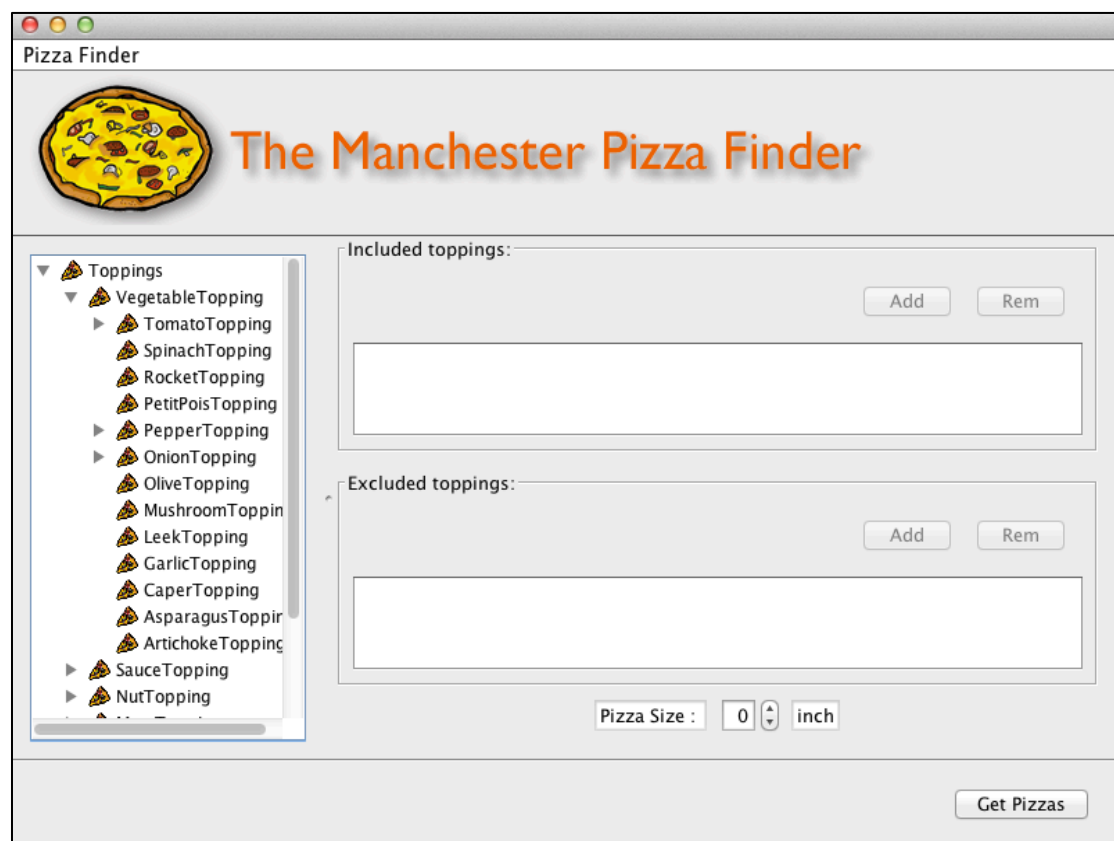 Pizza Finder
The Manchester Pizza Finder
Toppings
VegetableTopping
TomatoTopping
SpinachTopping
RocketTopping
PetitPoisTopping
PepperTopping
OnionTopping
OliveTopping
MushroomToppin
LeekTopping
GarlicTopping
CaperTopping
AsparagusToppin
ArtichokeTopping
SauceTopping
NutTopping
Included toppings:
Add Rem
Excluded toppings:
Add Rem
Pizza Size : 0 inch
Get Pizzas